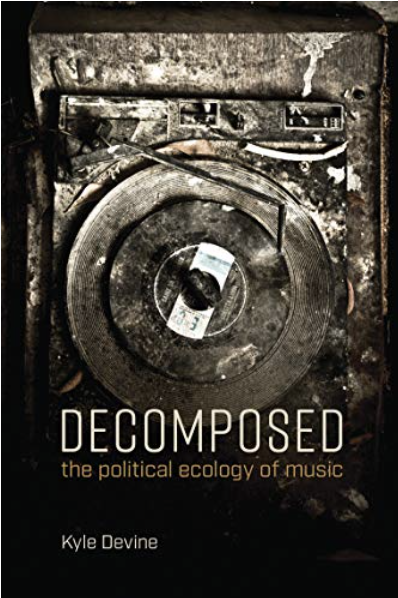 DECOMPOSED
the political ecology of music
Kyle Devine